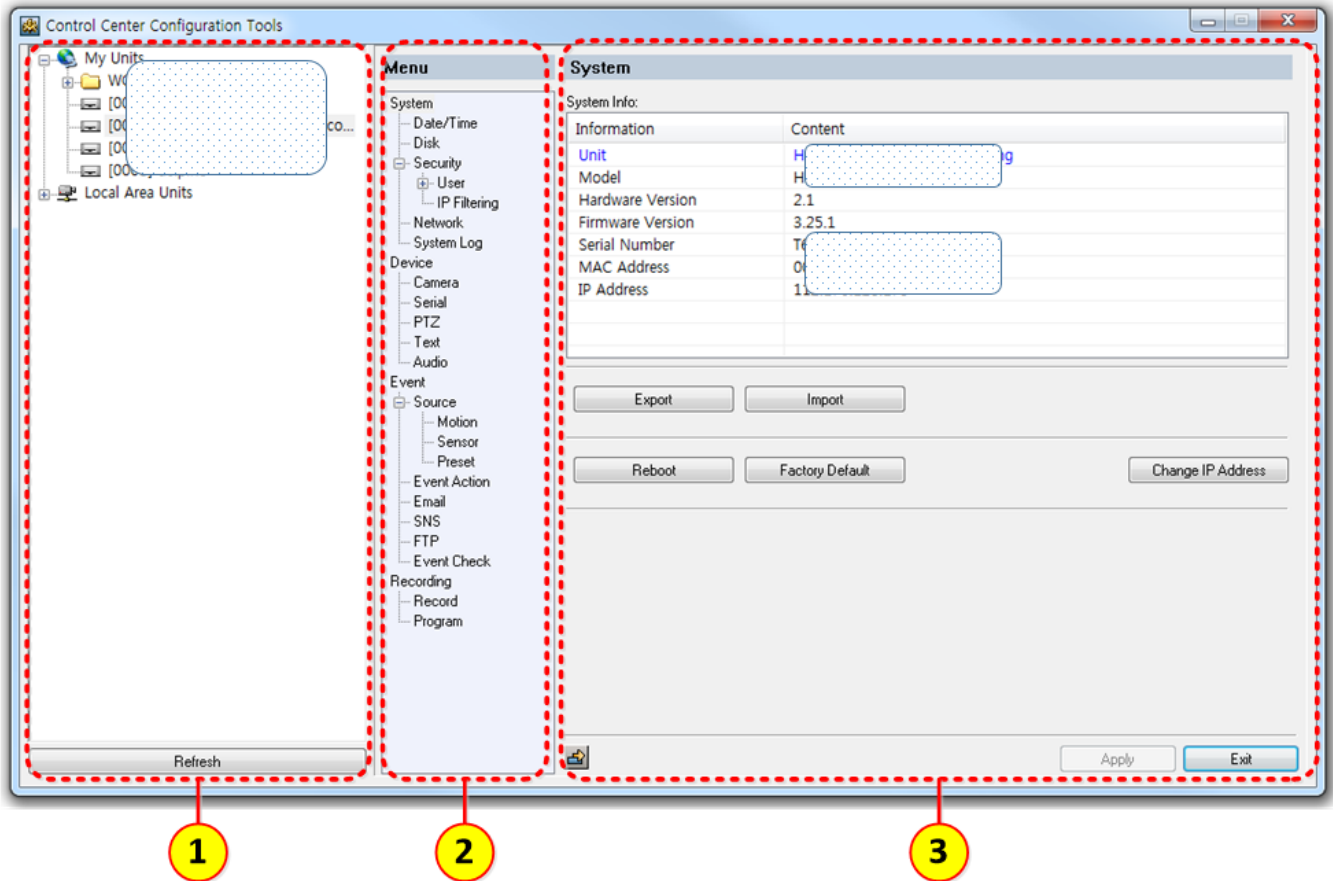 Control Center Configuration Tools
My Units
co...
Local Area Units
Refresh
Menu
System
Date/Time
Disk
Security
User
IP Filtering
Network
System Log
Device
Camera
Serial
PTZ
Text
Audio
Event
Source
Motion
Sensor
Preset
Event Action
Email
SNS
FTP
Event Check
Recording
Record
Program
System
System Info:
Information Content
Unit
Model
Hardware Version 2.1
Firmware Version 3.25.1
Serial Number
MAC Address
IP Address
Export Import
Reboot Factory Default Change IP Address
Apply Exit
1 2 3